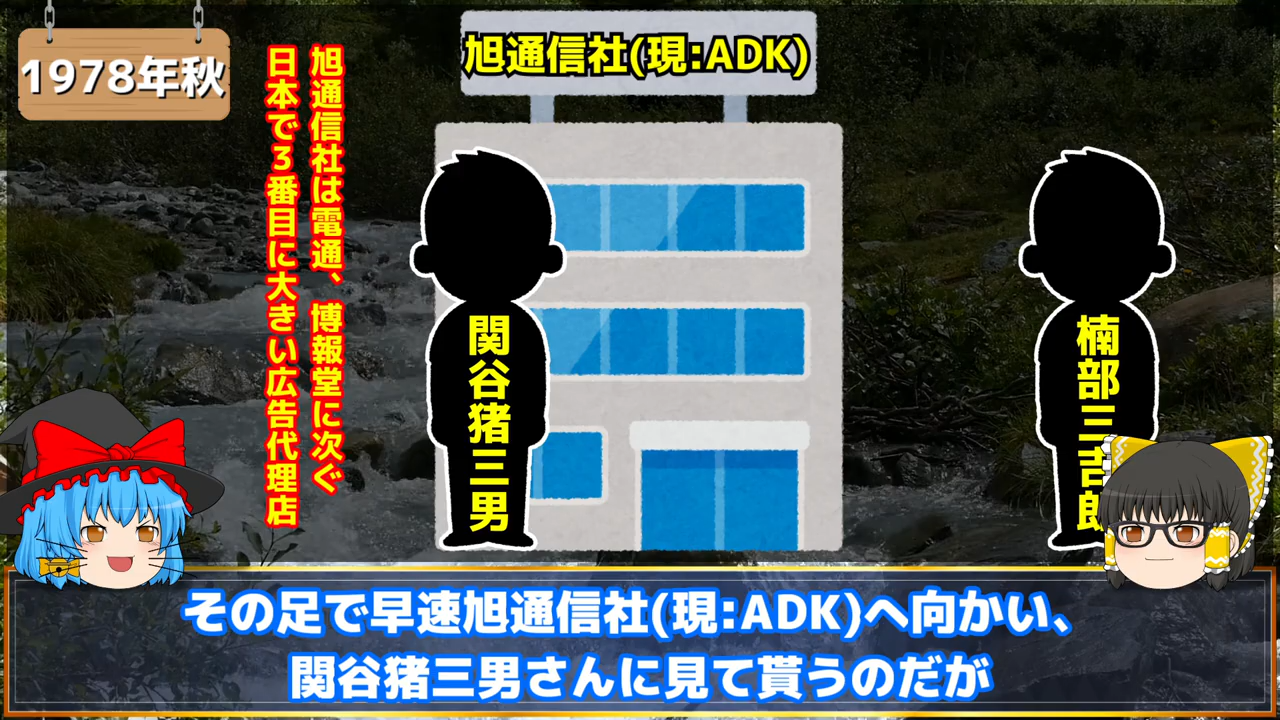 1978年秋
旭通信社(現:ADK)
旭通信社は電通、博報堂に次ぐ
日本で3番目に大きい広告代理店
関谷猪三男
楠部三吉郎
その足で早速旭通信社(現:ADK)へ向かい、
関谷猪三男さんに見て貰うのだが